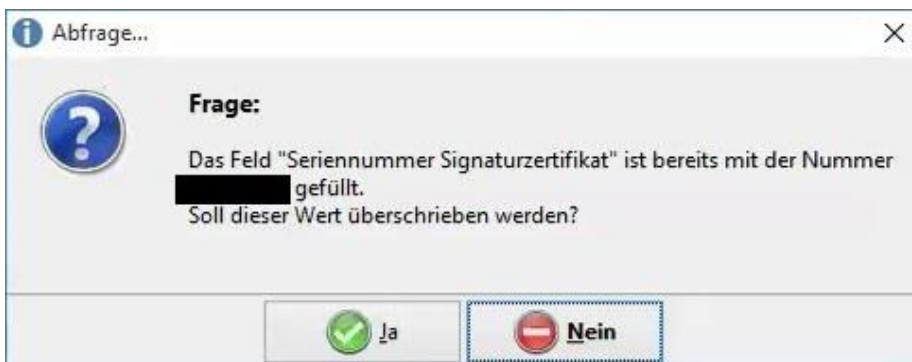 Abfrage...
Frage:
Das Feld "Seriennummer Signaturzertifikat" ist bereits mit der Nummer
gefüllt.
Soll dieser Wert überschrieben werden?
Ja
Nein